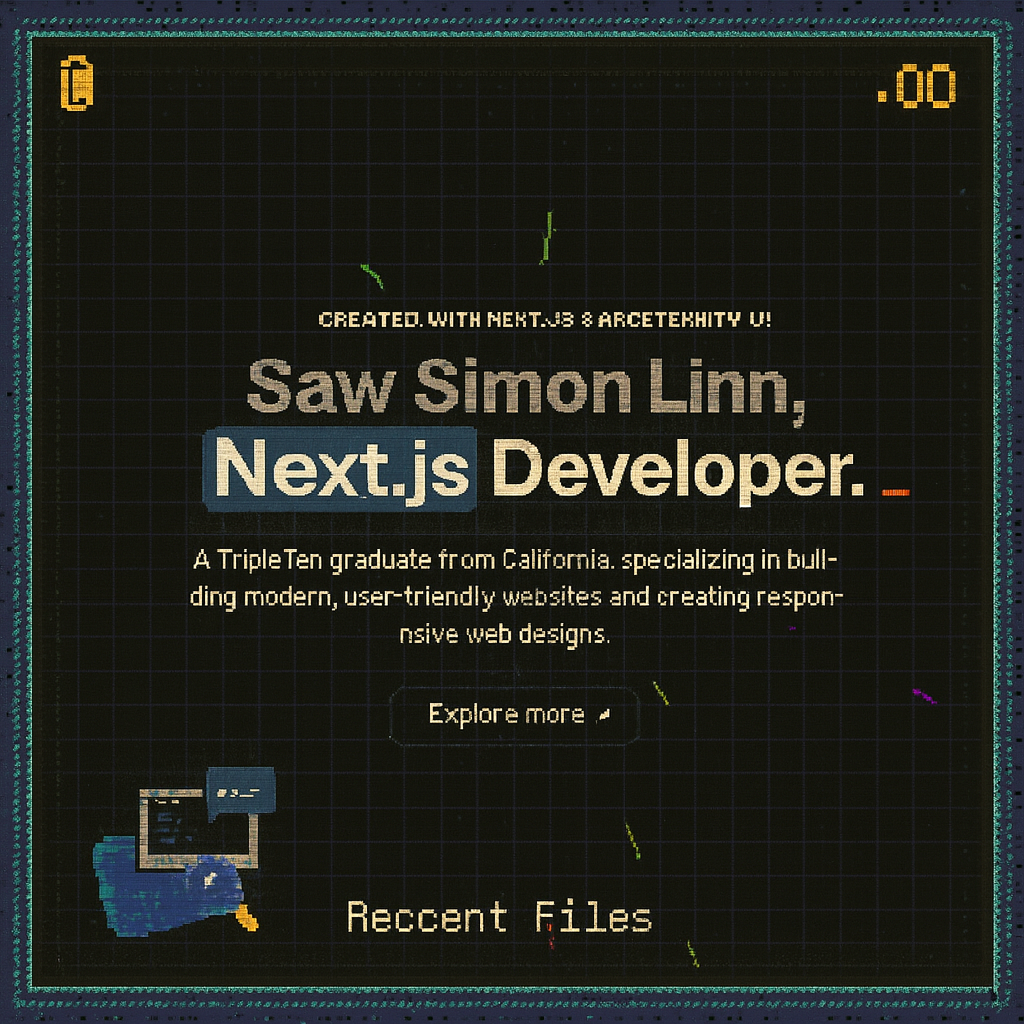 .00
CREATED. WITH NEXT.JS & ARCETEKHITY U!
Saw Simon Linn,
Next.js Developer.
A TripleTen graduate from California. specializing in buil-
ding modern, user-triendly websites and creating respon-
nsive web designs.
Explore more
Reccent Files